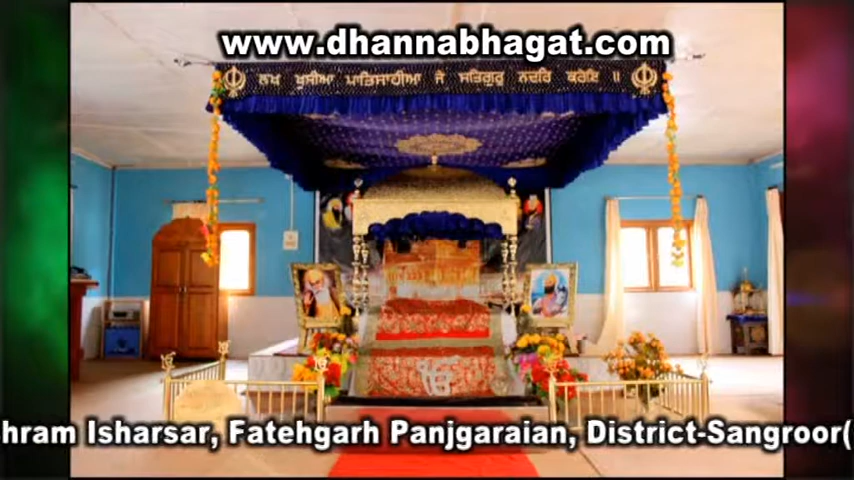 www.dhannabhagat.com
ਲਖ ਖੁਸੀਆ ਪਾਤਿਸਾਹੀਆ ਜੇ ਸਤਿਗੁਰੁ ਨਦਰਿ ਕਰੇਇ ॥
ੴ
hram Isharsar, Fatehgarh Panjgaraian, District-Sangroor(